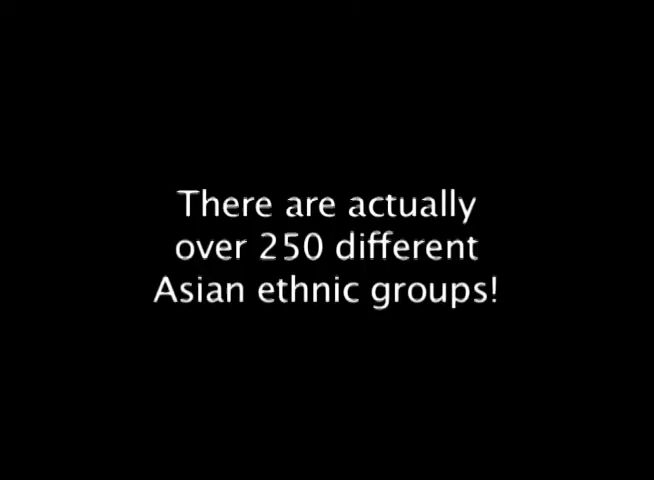 There are actually
over 250 different
Asian ethnic groups!